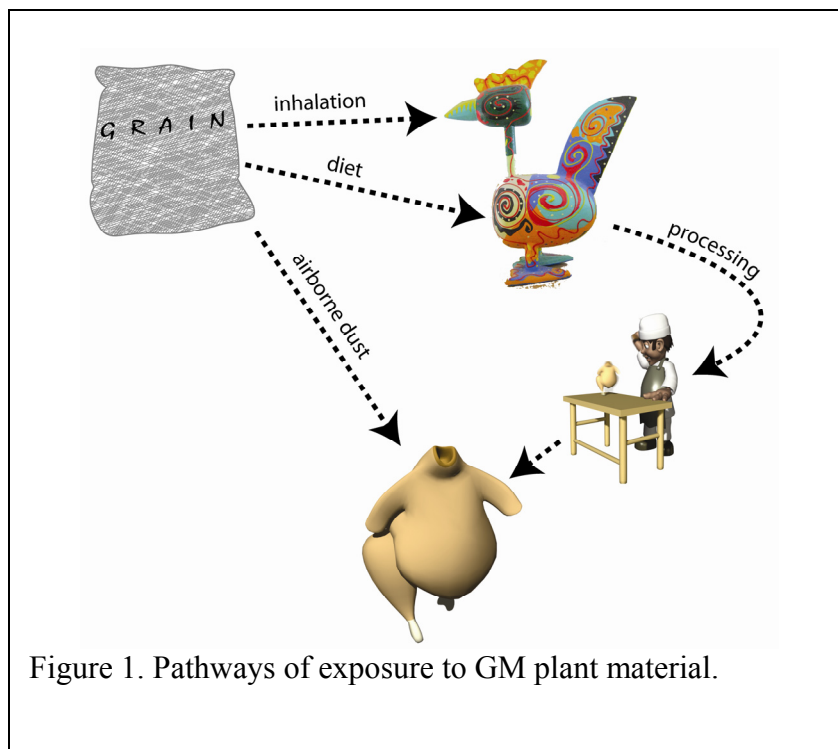 GRAIN
inhalation
diet
airborne dust
processing
Figure 1. Pathways of exposure to GM plant material.